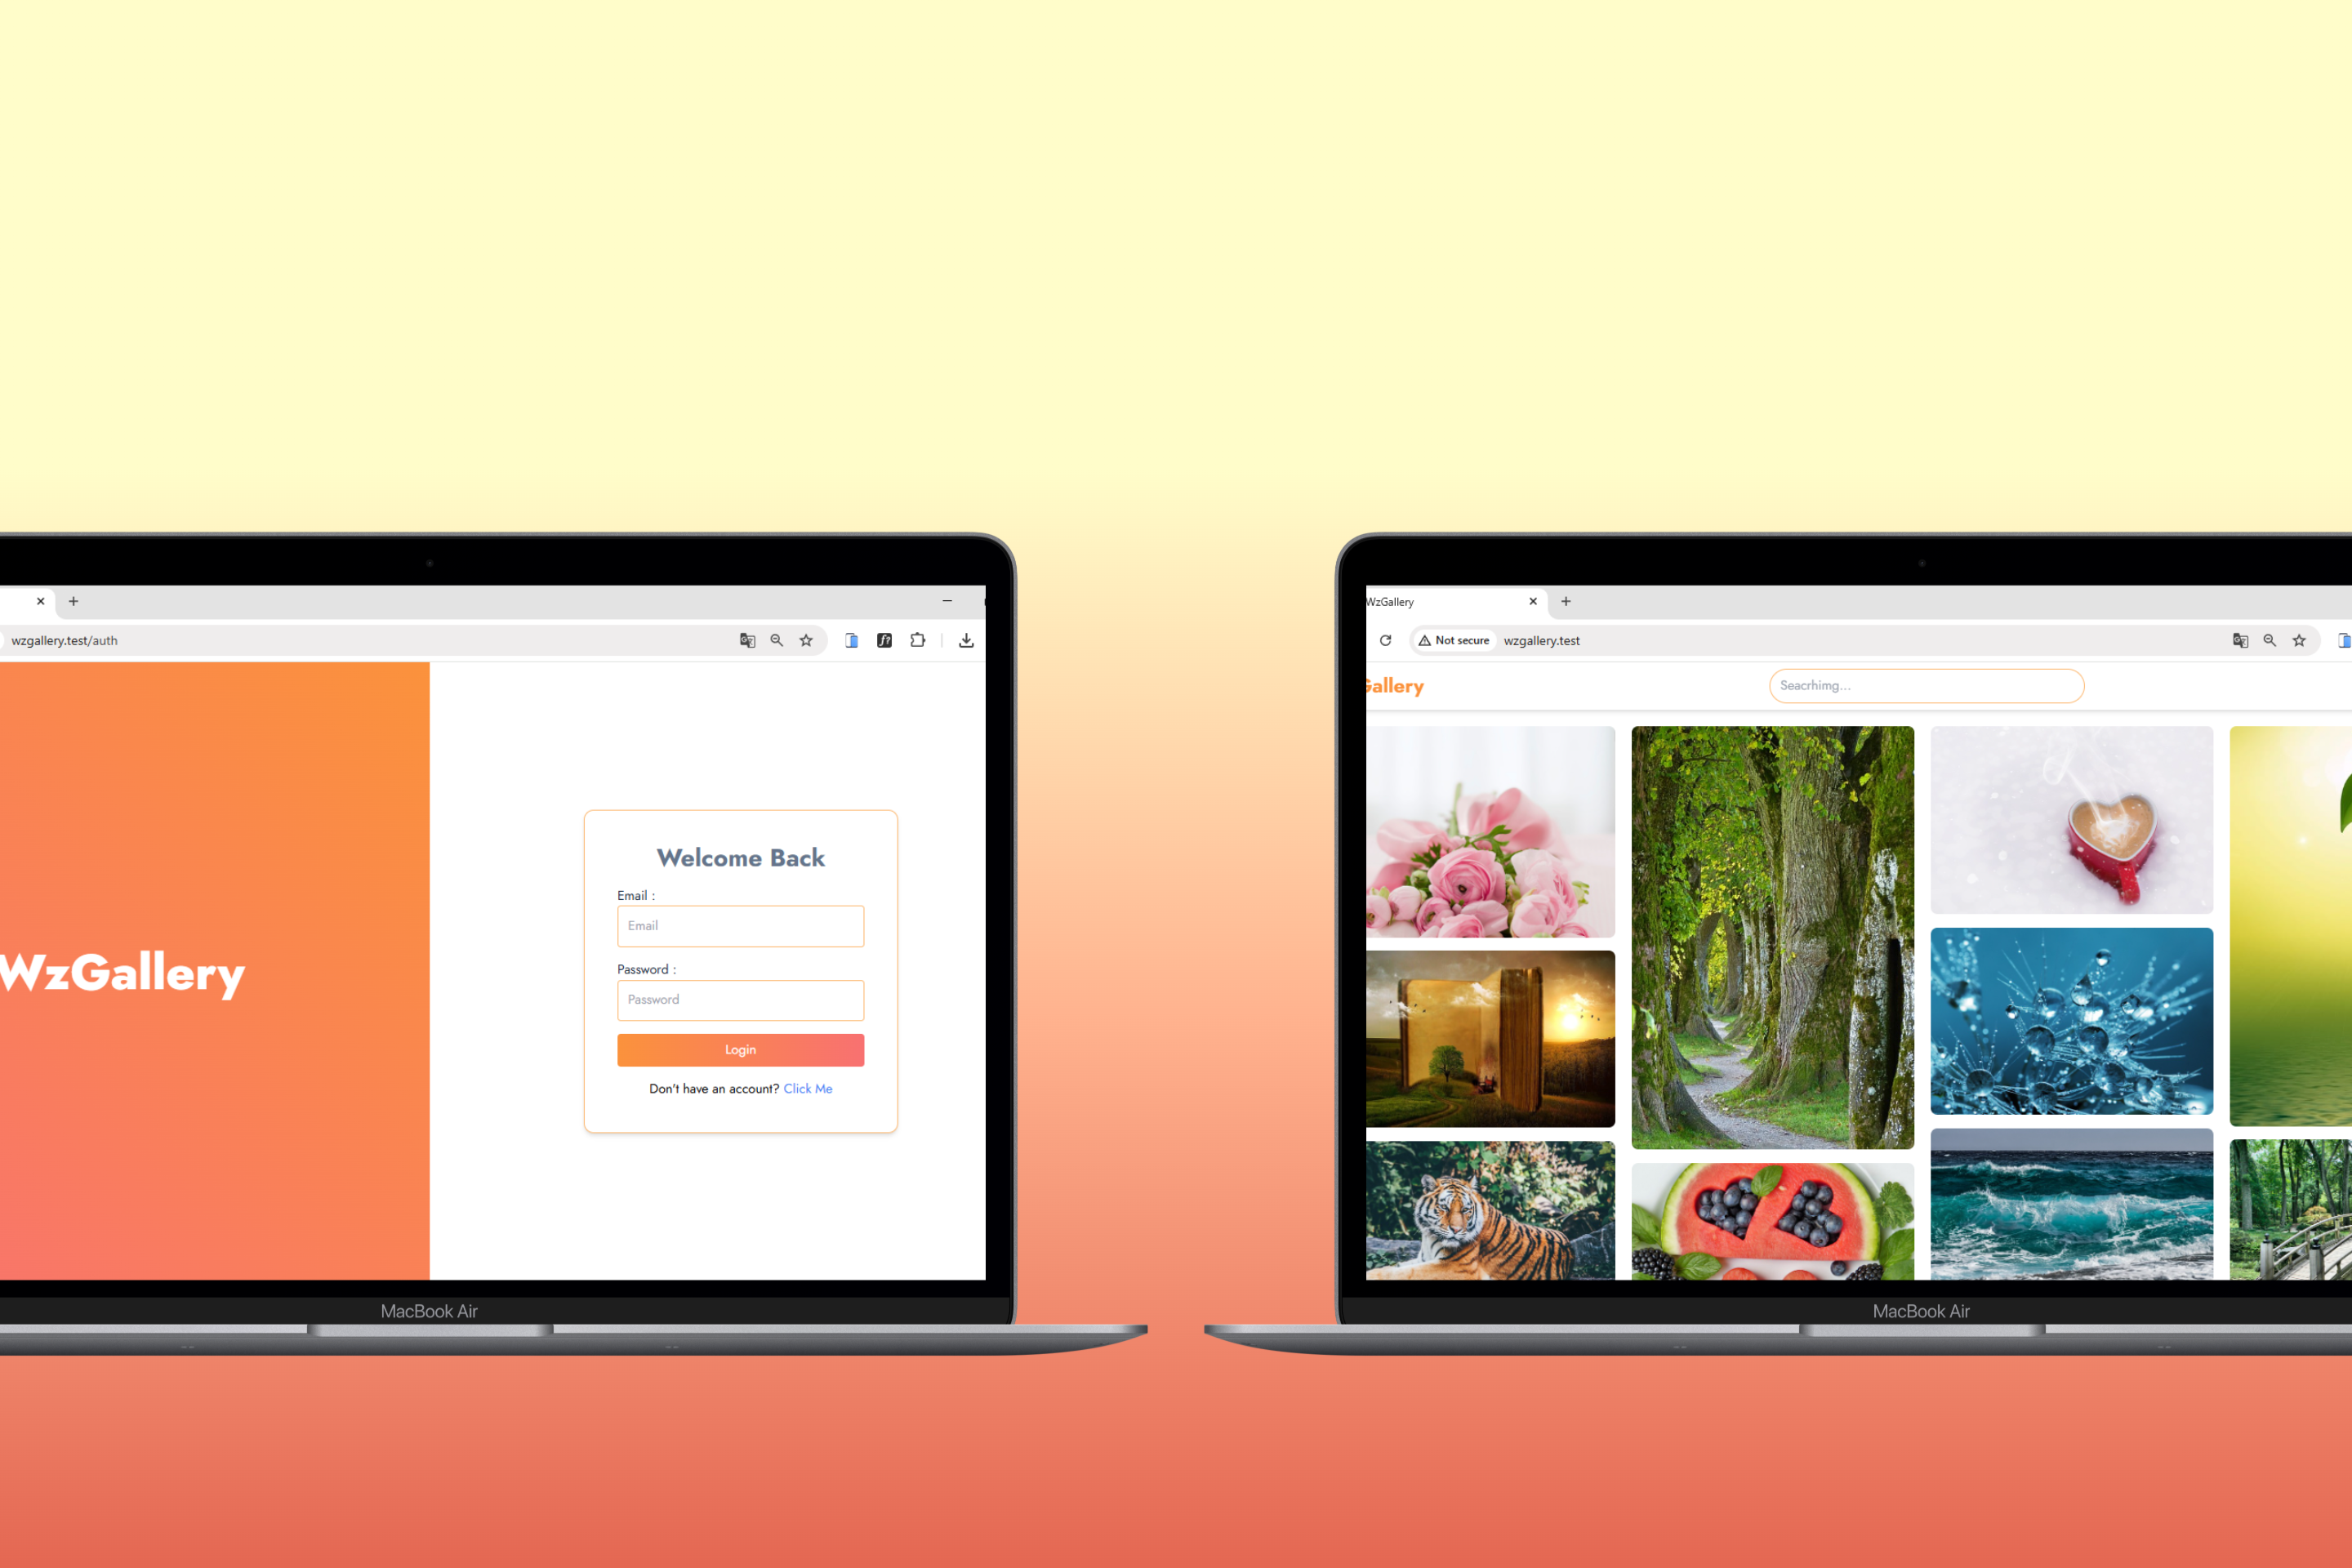 wzgallery.test/auth
WzGallery
Welcome Back
Email :
Email
Password :
Password
Login
Don't have an account? Click Me
MacBook Air
WzGallery
Not secure
wzgallery.test
Gallery
Seacrhimg...
MacBook Air